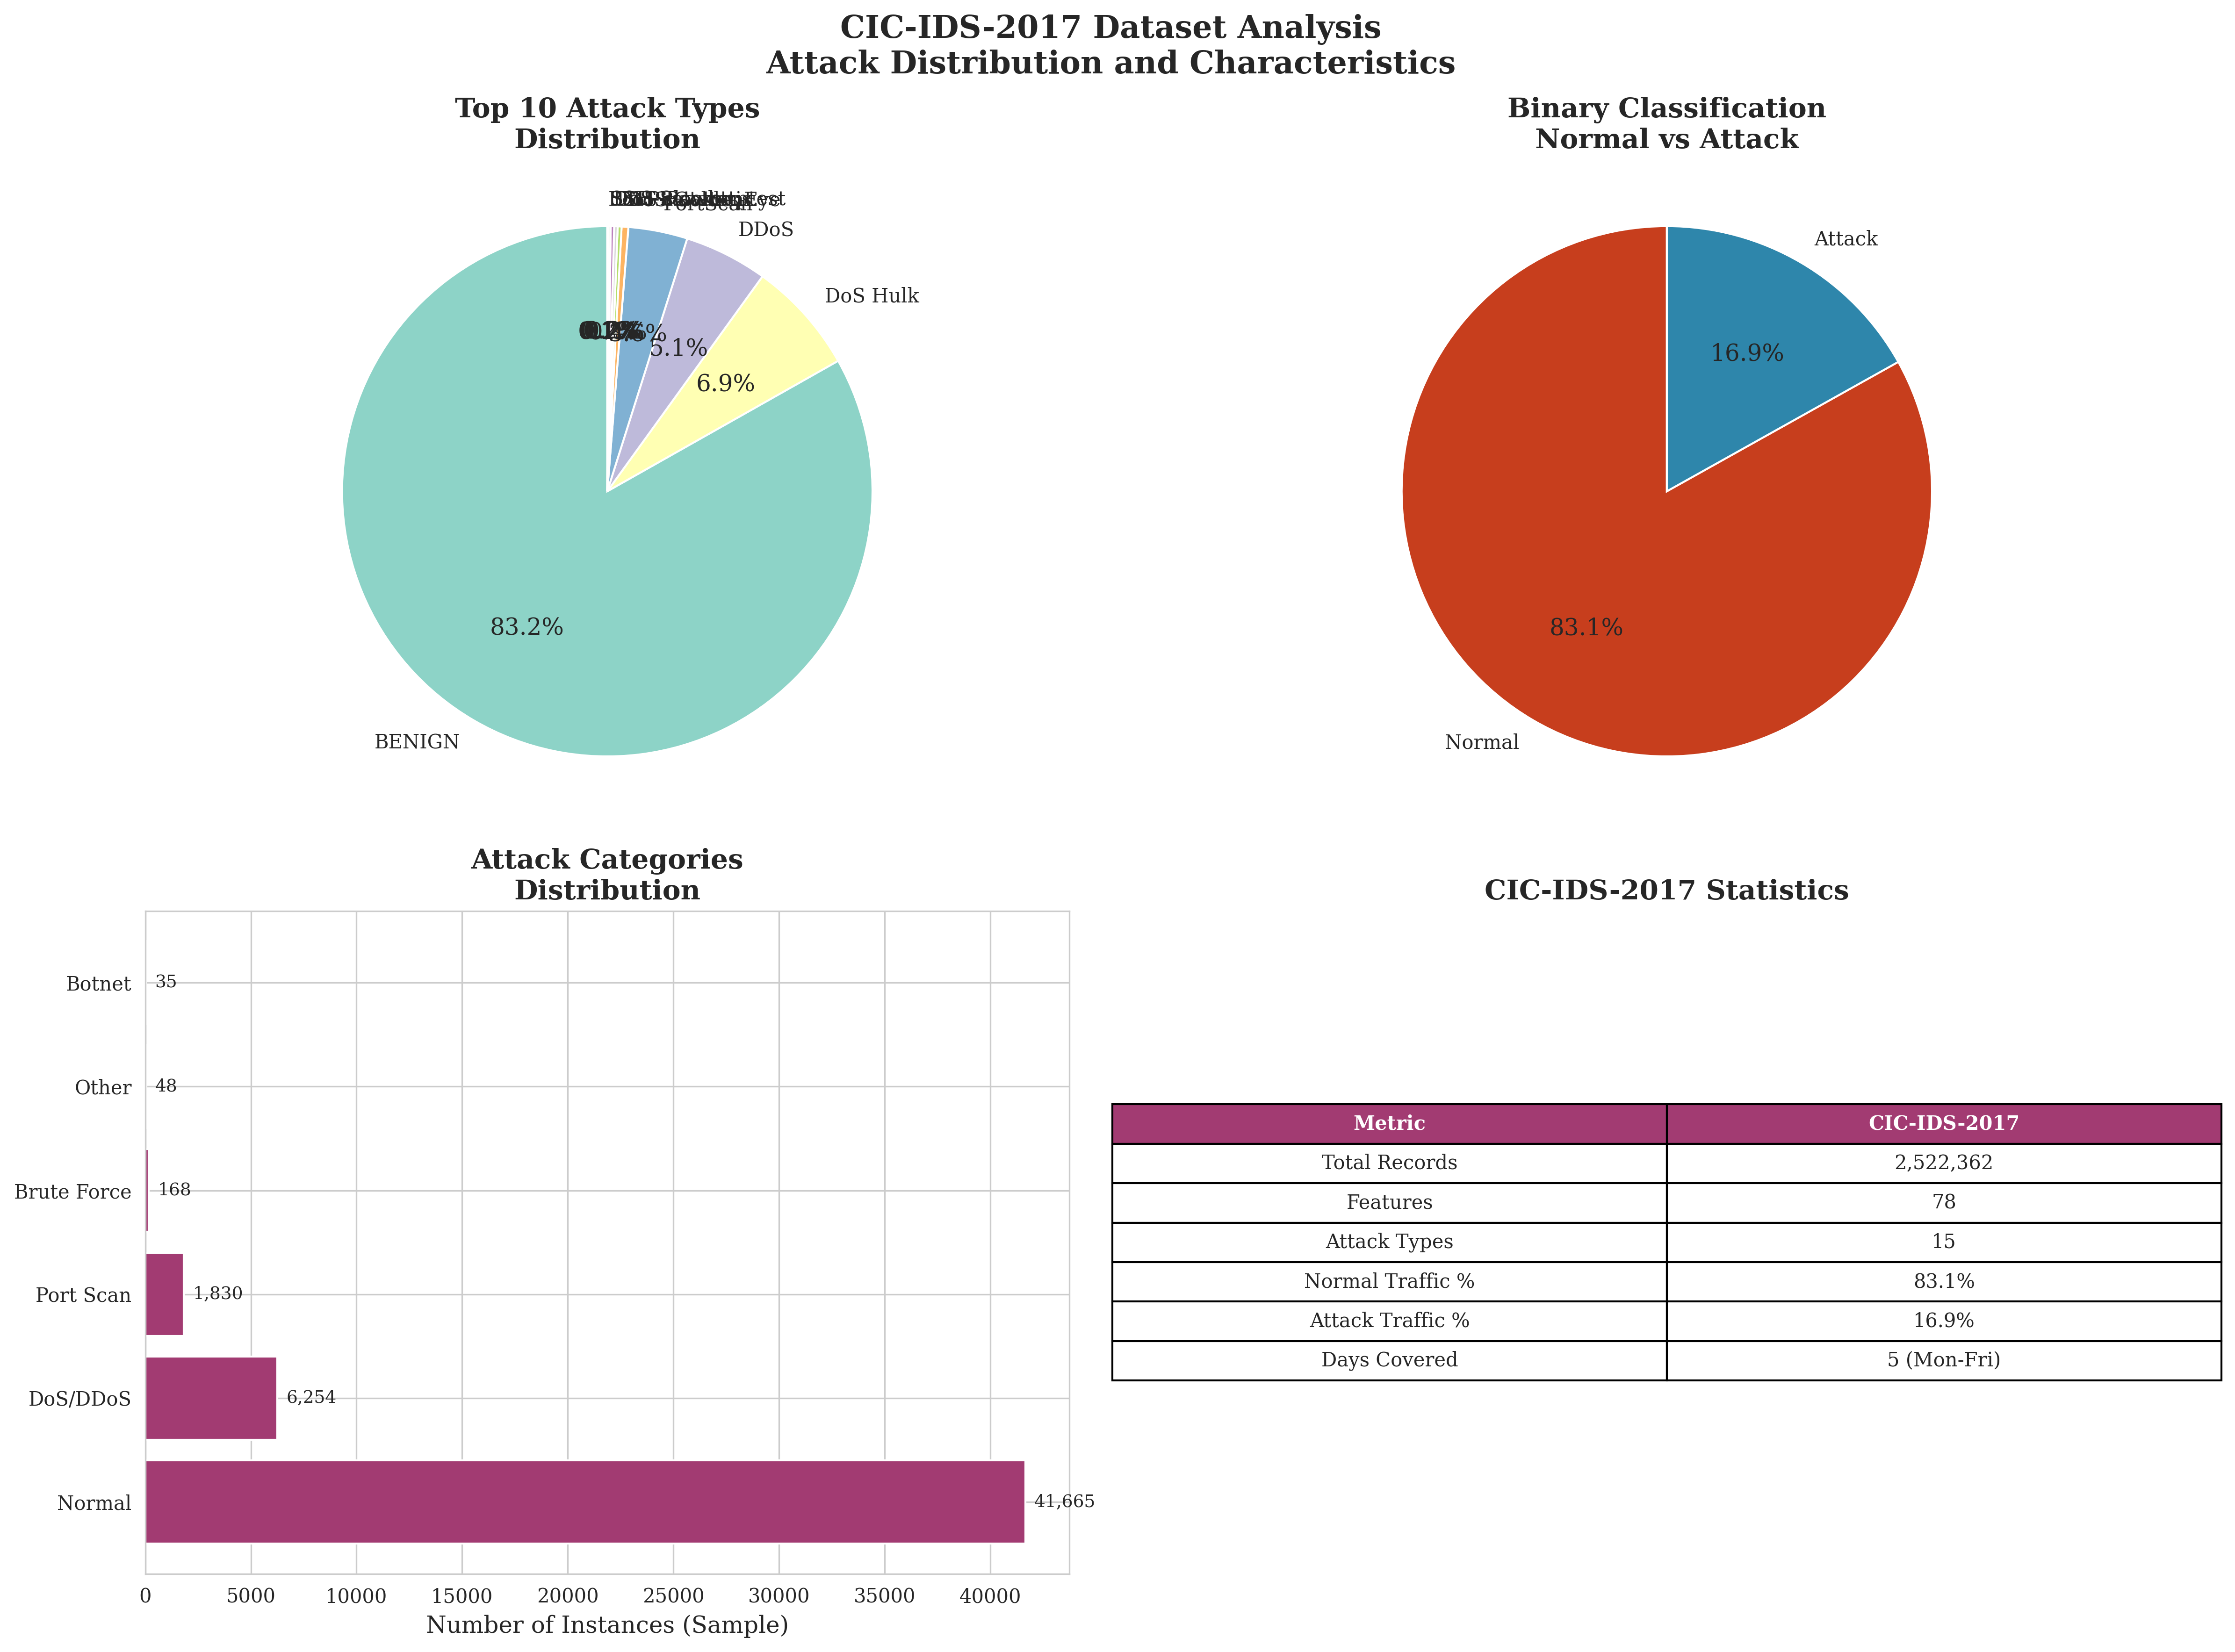 CIC-IDS-2017 Dataset Analysis
Attack Distribution and Characteristics
Top 10 Attack Types
Distribution
PortScan
DDoS
DoS Hulk
5.1%
6.9%
83.2%
BENIGN
Binary Classification
Normal vs Attack
Attack
16.9%
83.1%
Normal
Attack Categories
Distribution
Botnet
35
Other
48
Brute Force
168
Port Scan
1,830
DoS/DDoS
6,254
Normal
41,665
0 5000 10000 15000 20000 25000 30000 35000 40000
Number of Instances (Sample)
CIC-IDS-2017 Statistics
Metric CIC-IDS-2017
Total Records 2,522,362
Features 78
Attack Types 15
Normal Traffic % 83.1%
Attack Traffic % 16.9%
Days Covered 5 (Mon-Fri)